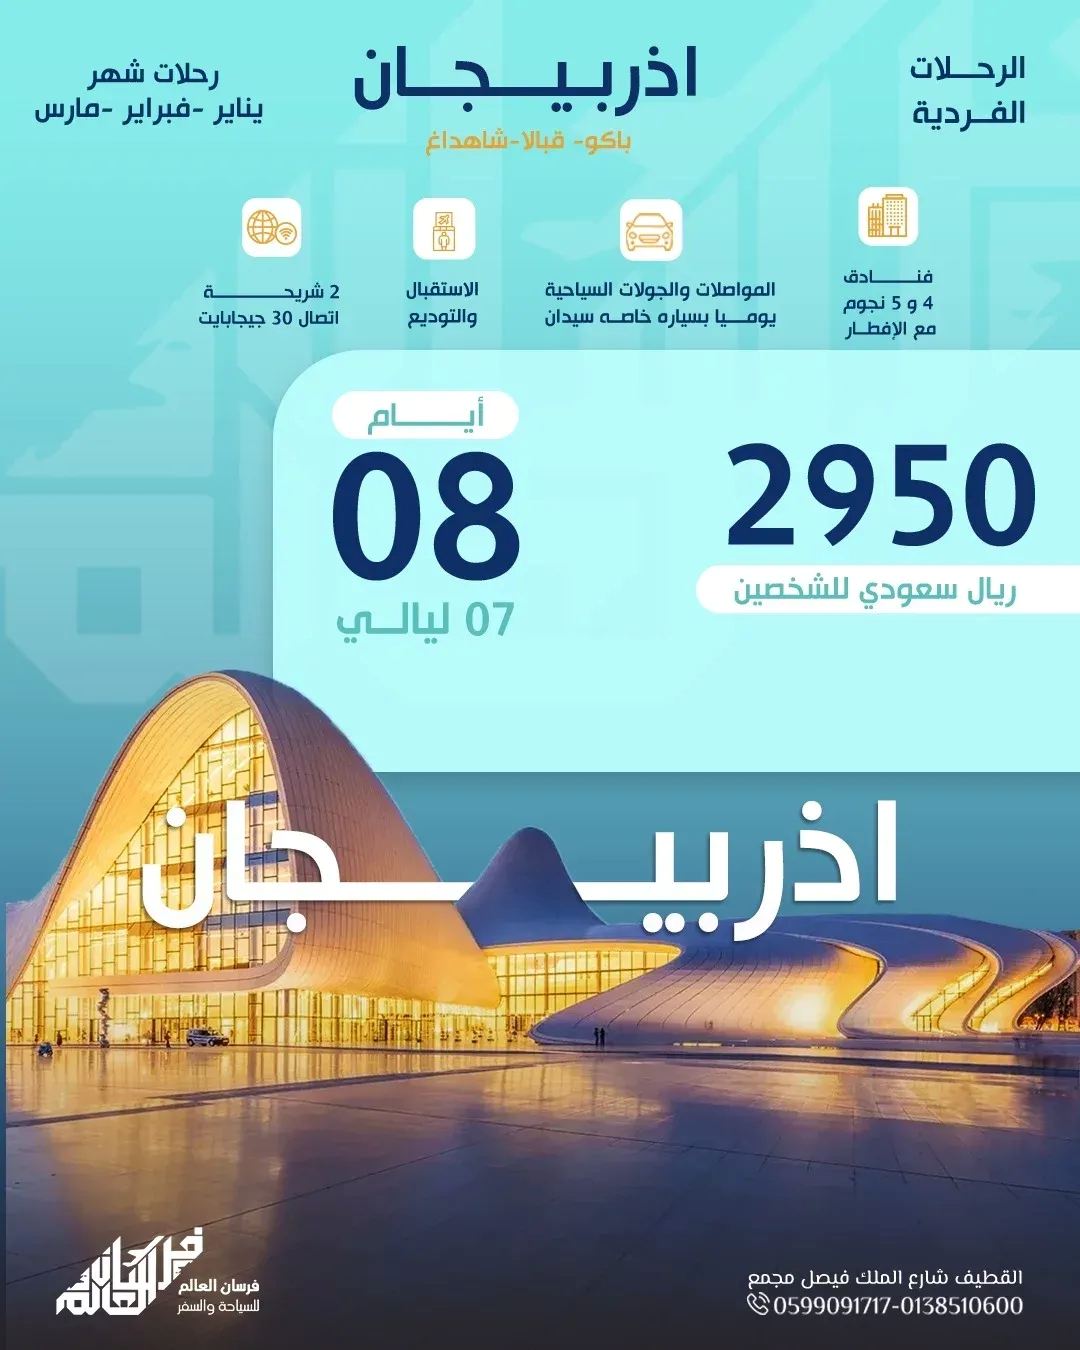 الرحلات
الفردية
اذربيجان
باكو- قبالا-شاهداغ
رحلات شهر
يناير -فبراير -مارس
فنادق
4 و 5 نجوم
مع الإفطار
المواصلات والجولات السياحية
يوميا بسياره خاصه سيدان
الاستقبال
والتوديع
2 شريحة
اتصال 30 جيجابايت
2950
ريال سعودي للشخصين
أيام
08
07 ليالي
اذربيجان
القطيف شارع الملك فيصل مجمع
0599091717-0138510600
فرسان العالم
فرسان العالم
للسياحة والسفر